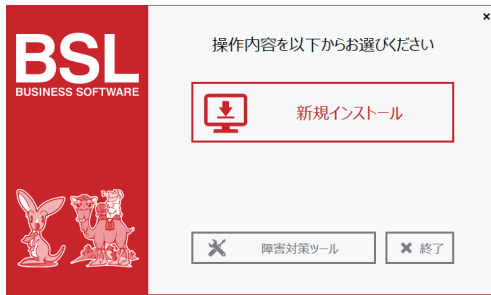 BSL
BUSINESS SOFTWARE
操作内容を以下からお選びください
新規インストール
障害対策ツール
終了